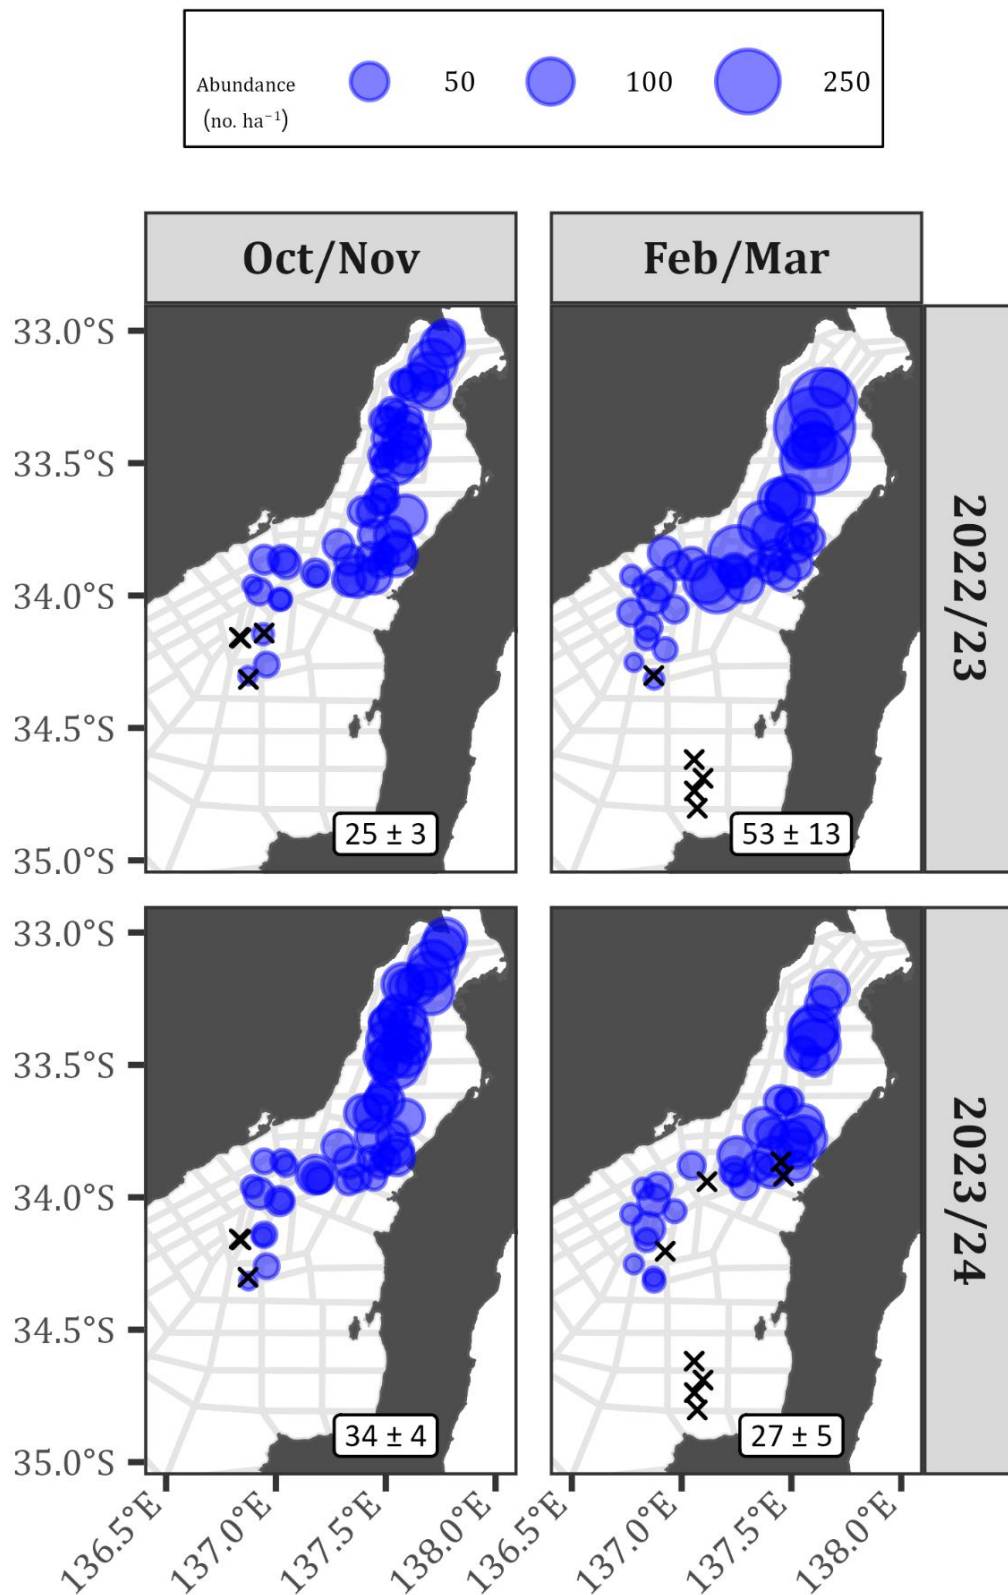 Abundance
(no. ha⁻¹)
50
100
250
Oct/Nov
Feb/Mar
33.0°S
33.5°S
34.0°S
34.5°S
35.0°S
25 ± 3
53 ± 13
2022/23
33.0°S
33.5°S
34.0°S
34.5°S
35.0°S
34 ± 4
27 ± 5
2023/24
136.5°E
137.0°E
137.5°E
138.0°E
136.5°E
137.0°E
137.5°E
138.0°E